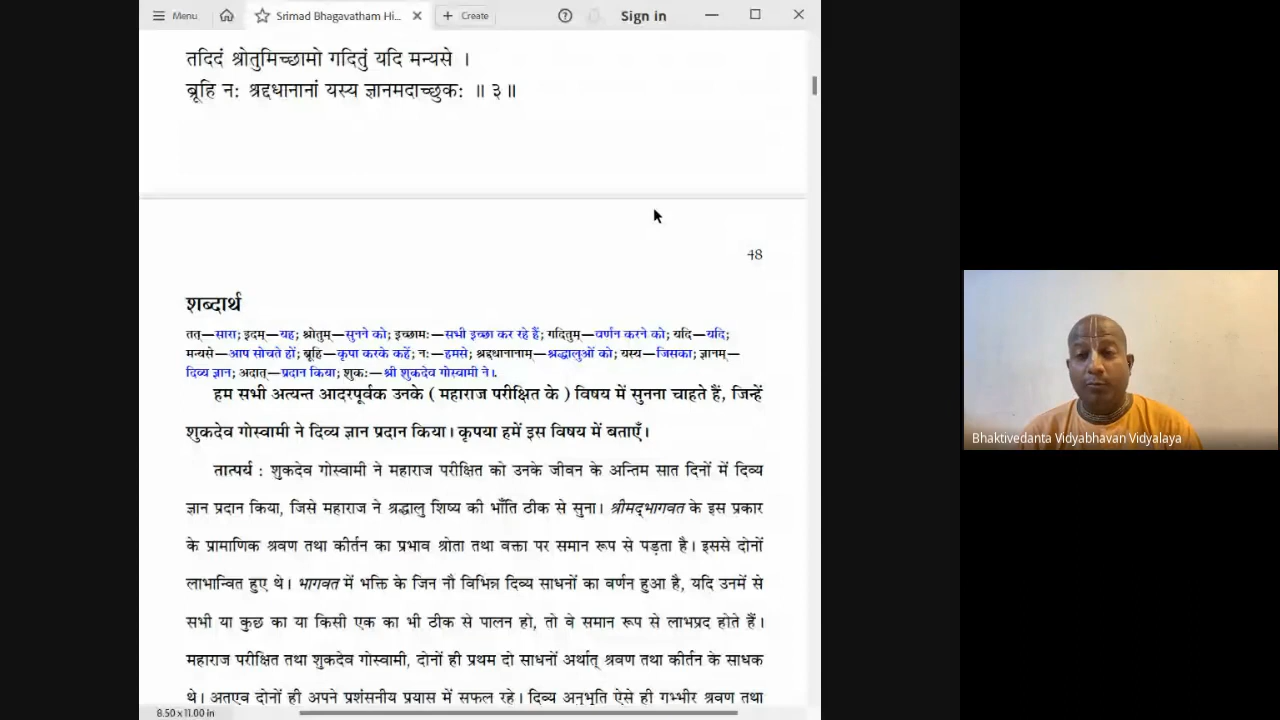 Menu
Srimad Bhagavatham Hi...
Create
Sign in
तदिदं श्रोतुमिच्छामो गदितुं यदि मन्यसे ।
ब्रूहि नः श्रद्दधानानां यस्य ज्ञानमदाच्छुकः ॥ ३॥
48
शब्दार्थ
तत्—सारा; इदम्—यह; श्रोतुम्—सुनने को; इच्छामः—सभी इच्छा कर रहे हैं; गदितुम्—वर्णन करने को; यदि—यदि;
मन्यसे—आप सोचते हों; ब्रूहि—कृपा करके कहें; नः—हमसे; श्रद्दधानानाम्—श्रद्धालुओं को; यस्य—जिसका; ज्ञानम्—
दिव्य ज्ञान; अदात्—प्रदान किया; शुकः—श्री शुकदेव गोस्वामी ने।.
हम सभी अत्यन्त आदरपूर्वक उनके ( महाराज परीक्षित के ) विषय में सुनना चाहते हैं, जिन्हें
शुकदेव गोस्वामी ने दिव्य ज्ञान प्रदान किया। कृपया हमें इस विषय में बताएँ।
तात्पर्य : शुकदेव गोस्वामी ने महाराज परीक्षित को उनके जीवन के अन्तिम सात दिनों में दिव्य
ज्ञान प्रदान किया, जिसे महाराज ने श्रद्धालु शिष्य की भाँति ठीक से सुना। श्रीमद्भागवत के इस प्रकार
के प्रामाणिक श्रवण तथा कीर्तन का प्रभाव श्रोता तथा वक्ता पर समान रूप से पड़ता है। इससे दोनों
लाभान्वित हुए थे। भागवत में भक्ति के जिन नौ विभिन्न दिव्य साधनों का वर्णन हुआ है, यदि उनमें से
सभी या कुछ का या किसी एक का भी ठीक से पालन हो, तो वे समान रूप से लाभप्रद होते हैं।
महाराज परीक्षित तथा शुकदेव गोस्वामी, दोनों ही प्रथम दो साधनों अर्थात् श्रवण तथा कीर्तन के साधक
थे। अतएव दोनों ही अपने प्रशंसनीय प्रयास में सफल रहे। दिव्य अनुभूति ऐसे ही गम्भीर श्रवण तथा
8.50 x 11.00 in
Bhaktivedanta Vidyabhavan Vidyalaya